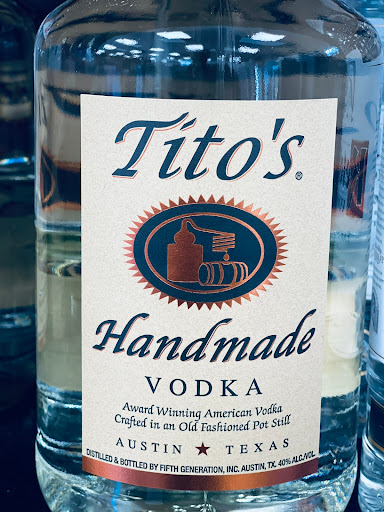 Tito's®
Handmade
VODKA
Award Winning American Vodka
Crafted in an Old Fashioned Pot Still
AUSTIN ★ TEXAS
DISTILLED & BOTTLED BY FIFTH GENERATION, INC. AUSTIN, TX. 40% ALC./VOL.